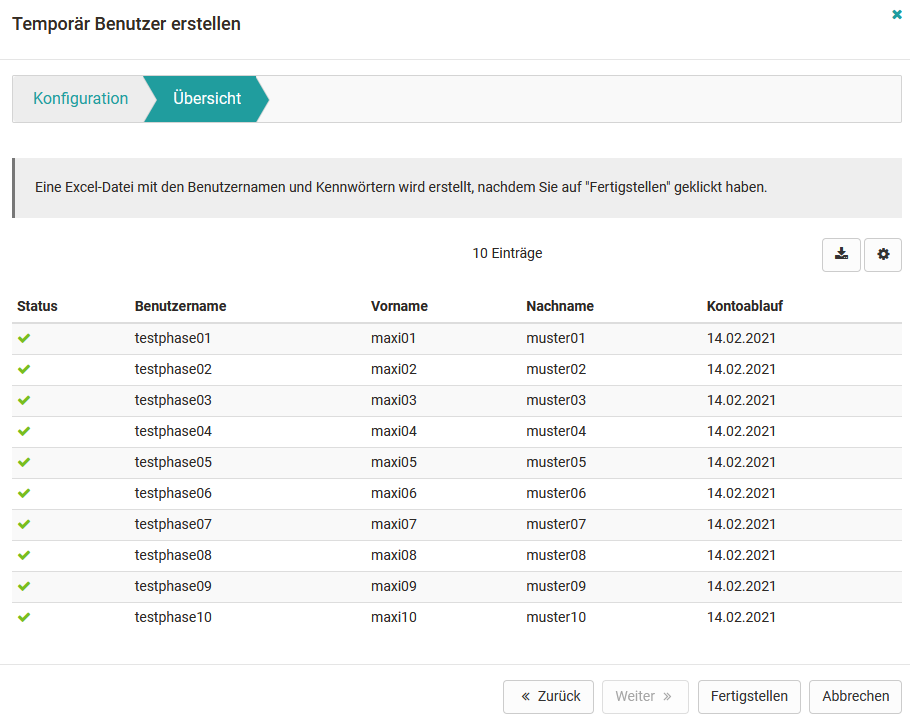 Temporär Benutzer erstellen
Konfiguration Übersicht
Eine Excel-Datei mit den Benutzernamen und Kennwörtern wird erstellt, nachdem Sie auf "Fertigstellen" geklickt haben.
10 Einträge
Status Benutzername Vorname Nachname Kontoablauf
testphase01 maxi01 muster01 14.02.2021
testphase02 maxi02 muster02 14.02.2021
testphase03 maxi03 muster03 14.02.2021
testphase04 maxi04 muster04 14.02.2021
testphase05 maxi05 muster05 14.02.2021
testphase06 maxi06 muster06 14.02.2021
testphase07 maxi07 muster07 14.02.2021
testphase08 maxi08 muster08 14.02.2021
testphase09 maxi09 muster09 14.02.2021
testphase10 maxi10 muster10 14.02.2021
« Zurück Weiter » Fertigstellen Abbrechen